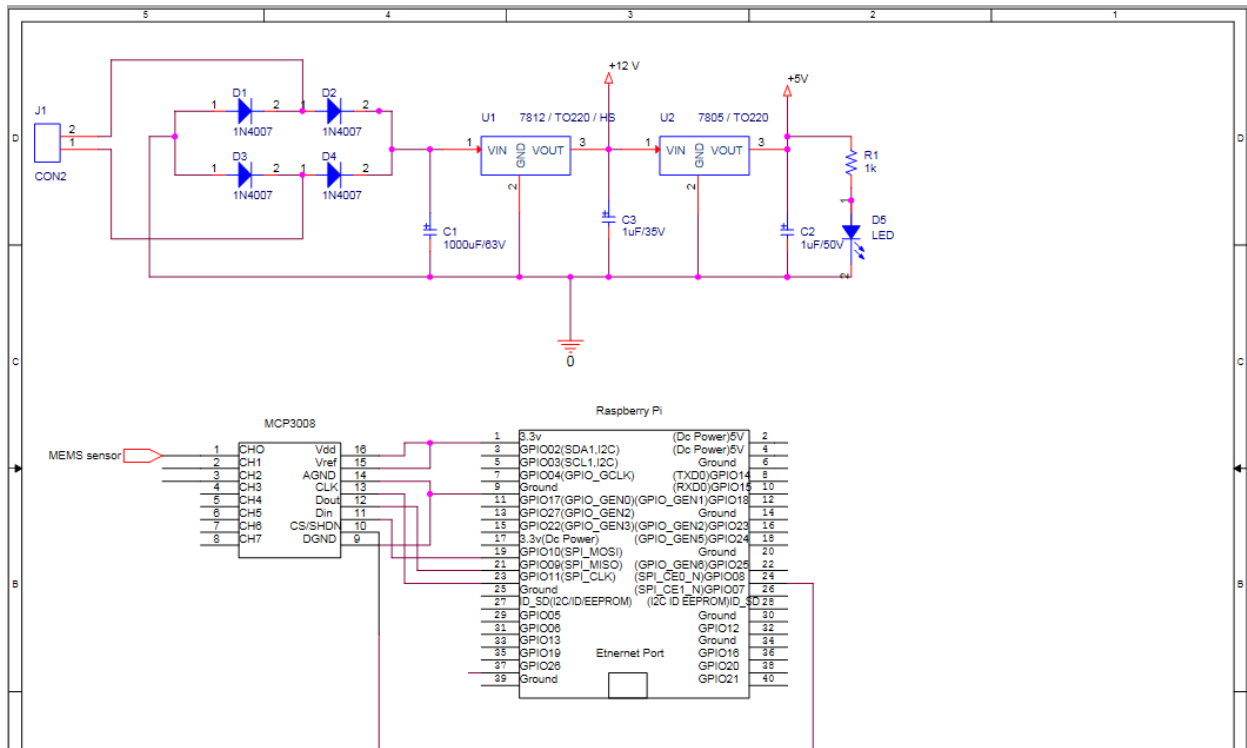 5 4 3 2 1
D
C
B
D
C
B
J1
2
1
CON2
D1
1 2
1N4007
D2
1 2
1N4007
D3
1 2
1N4007
D4
1 2
1N4007
C1
1000uF/63V
U1 7812 / TO220 / HS
1 VIN VOUT 3
GND
2
+12 V
C3
1uF/35V
U2 7805 / TO220
1 VIN VOUT 3
GND
2
+5V
C2
1uF/50V
R1
1k
1
D5
LED
2
0
MEMS sensor
MCP3008
1 CHO Vdd 16
2 CH1 Vref 15
3 CH2 AGND 14
4 CH3 CLK 13
5 CH4 Dout 12
6 CH5 Din 11
7 CH6 CS/SHDN 10
8 CH7 DGND 9
Raspberry Pi
1 3.3v (Dc Power)5V 2
3 GPIO02(SDA1,I2C) (Dc Power)5V 4
5 GPIO03(SCL1,I2C) Ground 6
7 GPIO04(GPIO_GCLK) (TXD0)GPIO14 8
9 Ground (RXD0)GPIO15 10
11 GPIO17(GPIO_GEN0)(GPIO_GEN1)GPIO18 12
13 GPIO27(GPIO_GEN2) Ground 14
15 GPIO22(GPIO_GEN3)(GPIO_GEN2)GPIO23 16
17 3.3v(Dc Power) (GPIO_GEN5)GPIO24 18
19 GPIO10(SPI_MOSI) Ground 20
21 GPIO09(SPI_MISO) (GPIO_GEN6)GPIO25 22
23 GPIO11(SPI_CLK) (SPI_CE0_N)GPIO08 24
25 Ground (SPI_CE1_N)GPIO07 26
27 ID_SD(I2C/ID/EEPROM) (I2C ID EEPROM)ID_SD 28
29 GPIO05 Ground 30
31 GPIO06 GPIO12 32
33 GPIO13 Ground 34
35 GPIO19 GPIO16 36
37 GPIO26 GPIO20 38
39 Ground GPIO21 40
Etnernet Port